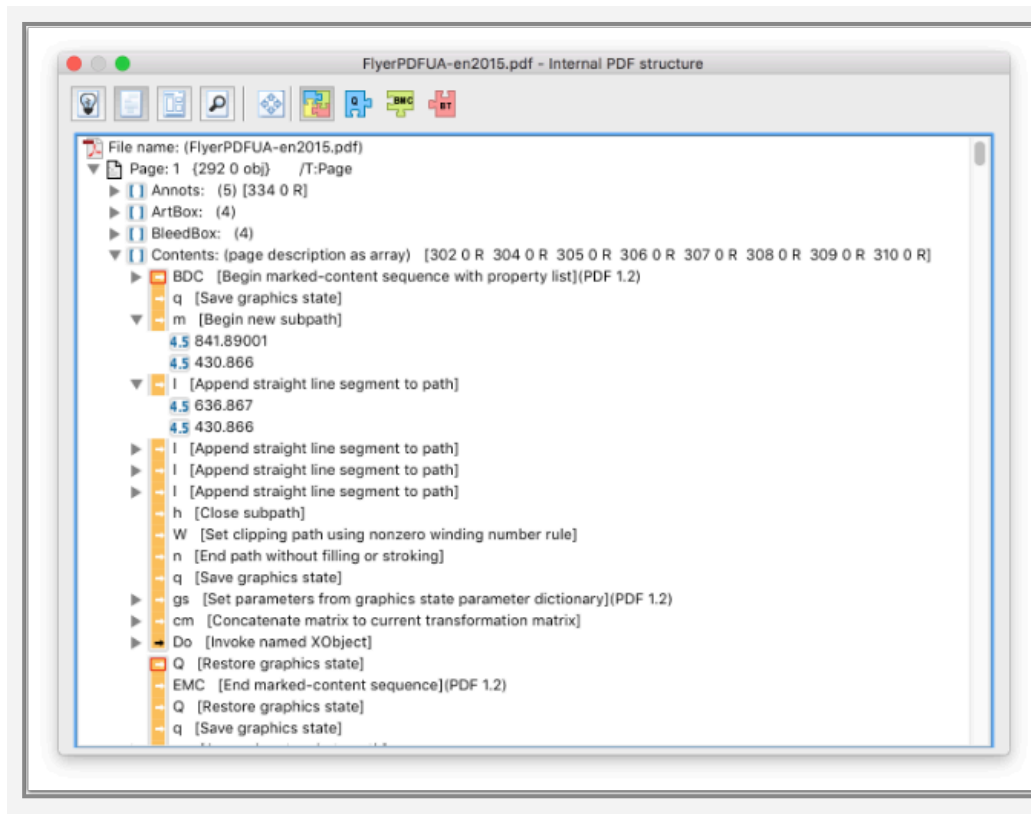 FlyerPDFUA-en2015.pdf - Internal PDF structure
Q BMC BT
File name: (FlyerPDFUA-en2015.pdf)
Page: 1 {292 0 obj} /T:Page
[ ] Annots: (5) [334 0 R]
[ ] ArtBox: (4)
[ ] BleedBox: (4)
[ ] Contents: (page description as array) [302 0 R 304 0 R 305 0 R 306 0 R 307 0 R 308 0 R 309 0 R 310 0 R]
BDC [Begin marked-content sequence with property list](PDF 1.2)
q [Save graphics state]
m [Begin new subpath]
4.5 841.89001
4.5 430.866
l [Append straight line segment to path]
4.5 636.867
4.5 430.866
l [Append straight line segment to path]
l [Append straight line segment to path]
l [Append straight line segment to path]
h [Close subpath]
W [Set clipping path using nonzero winding number rule]
n [End path without filling or stroking]
q [Save graphics state]
gs [Set parameters from graphics state parameter dictionary](PDF 1.2)
cm [Concatenate matrix to current transformation matrix]
Do [Invoke named XObject]
Q [Restore graphics state]
EMC [End marked-content sequence](PDF 1.2)
Q [Restore graphics state]
q [Save graphics state]